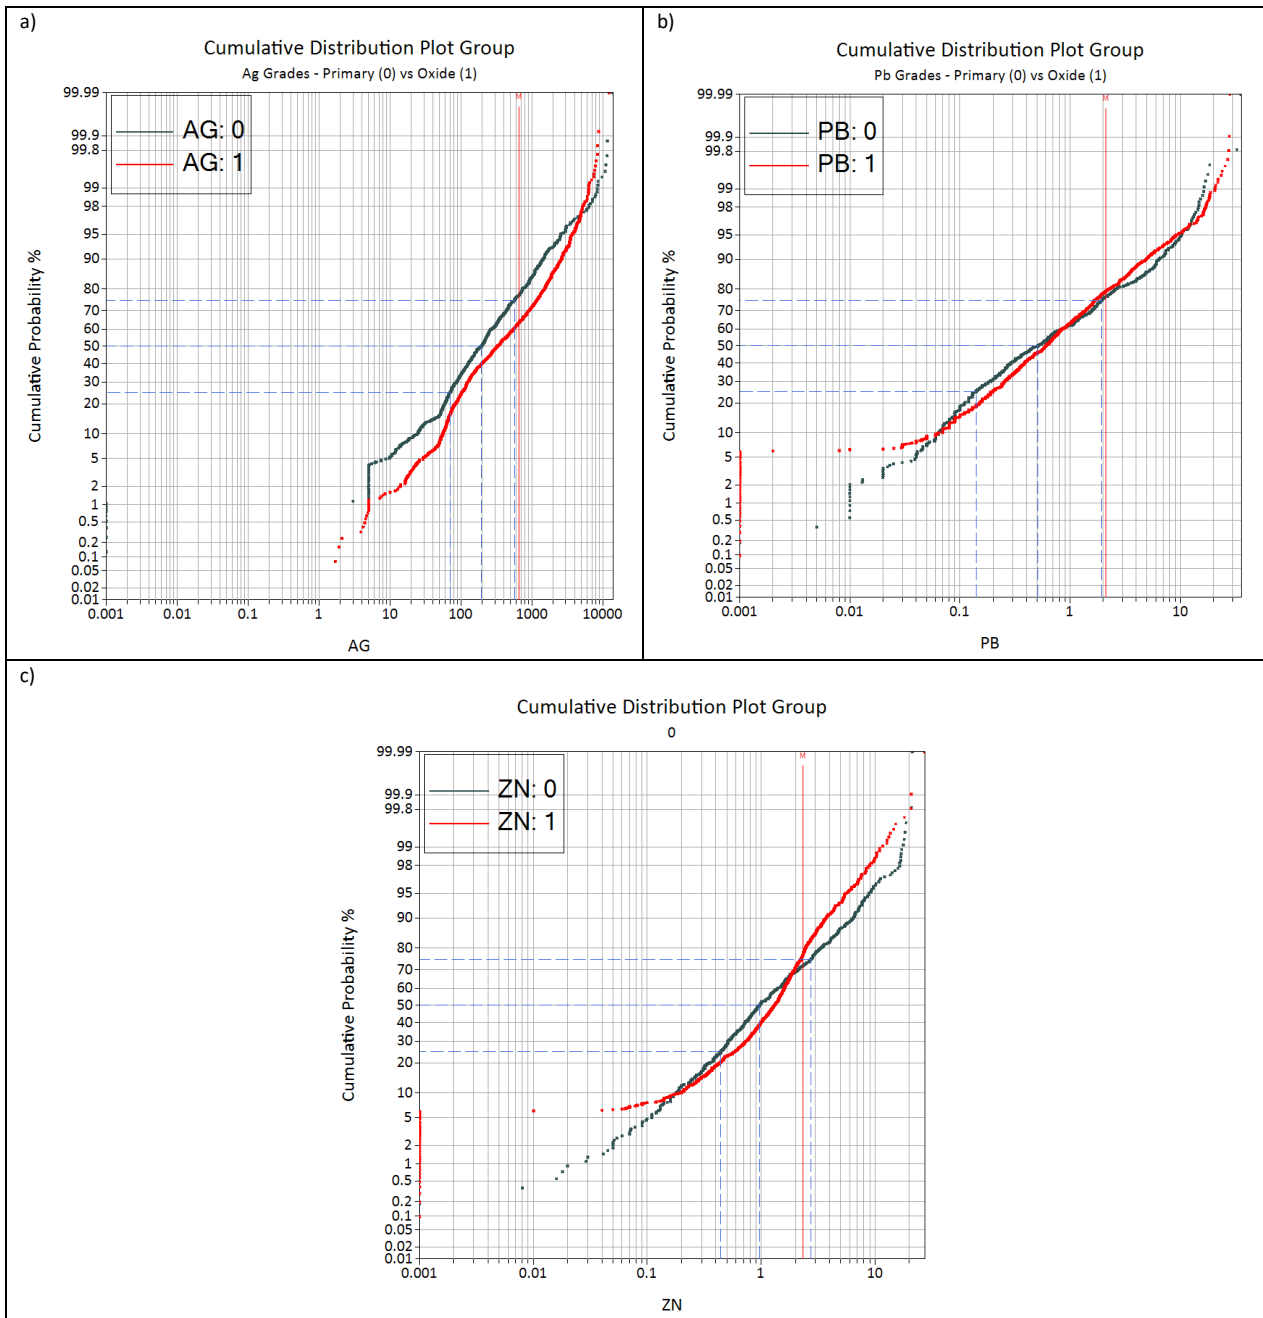 a)
Cumulative Distribution Plot Group
Ag Grades - Primary (0) vs Oxide (1)
AG: 0
AG: 1
M
Cumulative Probability %
99.99
99.9
99.8
99
98
95
90
80
70
60
50
40
30
20
10
5
2
1
0.5
0.2
0.1
0.05
0.02
0.01
0.001 0.01 0.1 1 10 100 1000 10000
AG
b)
Cumulative Distribution Plot Group
Pb Grades - Primary (0) vs Oxide (1)
PB: 0
PB: 1
M
Cumulative Probability %
99.99
99.9
99.8
99
98
95
90
80
70
60
50
40
30
20
10
5
2
1
0.5
0.2
0.1
0.05
0.02
0.01
0.001 0.01 0.1 1 10
PB
c)
Cumulative Distribution Plot Group
0
ZN: 0
ZN: 1
M
Cumulative Probability %
99.99
99.9
99.8
99
98
95
90
80
70
60
50
40
30
20
10
5
2
1
0.5
0.2
0.1
0.05
0.02
0.01
0.001 0.01 0.1 1 10
ZN